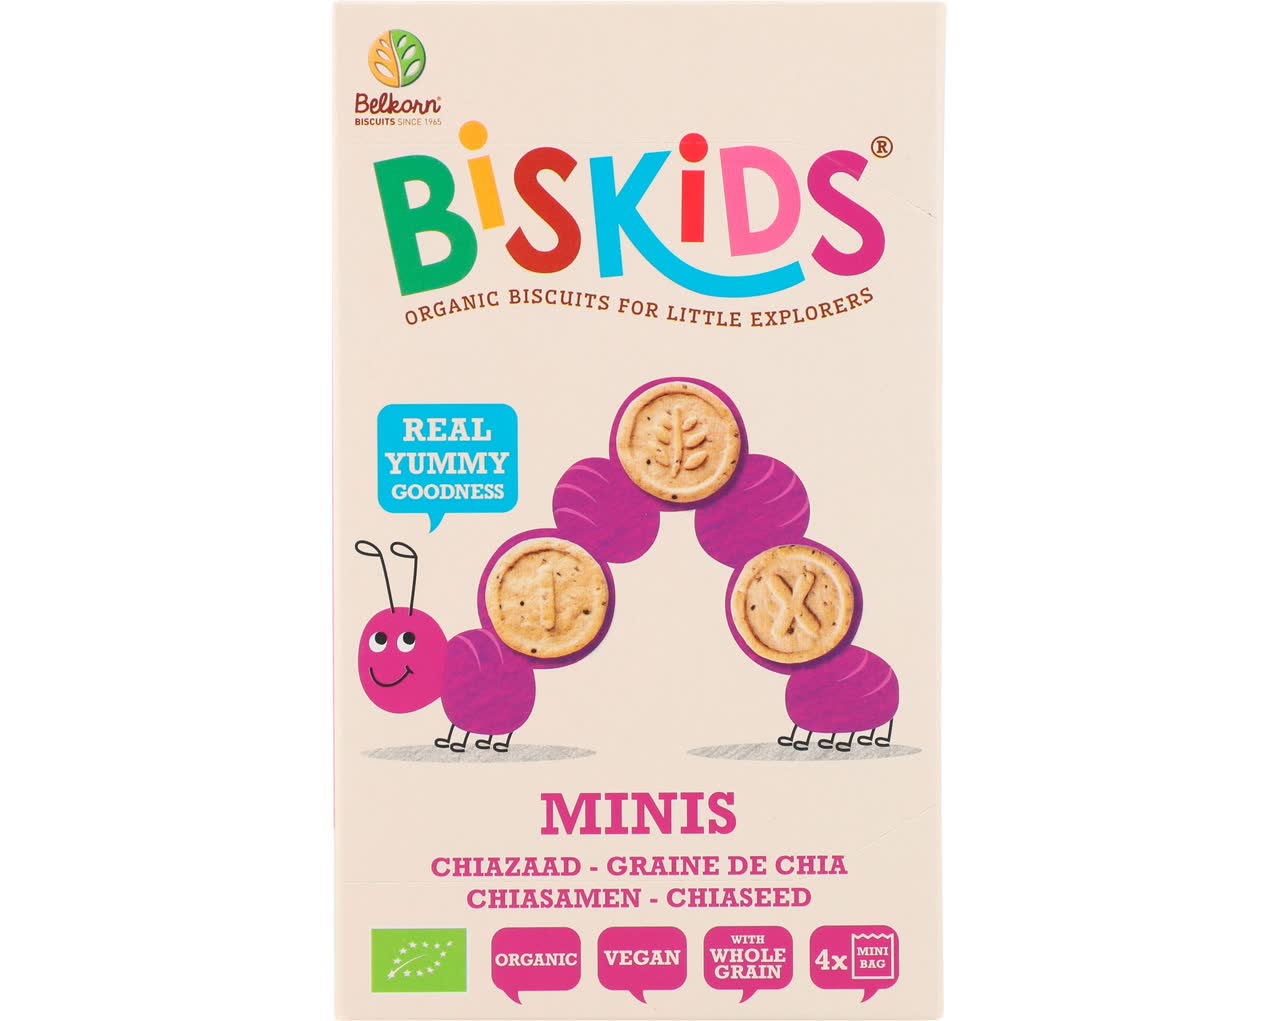 Belkorn®
BISCUITS SINCE 1965
BiSKiDS®
ORGANIC BISCUITS FOR LITTLE EXPLORERS
REAL
YUMMY
GOODNESS
MINIS
CHIAZAAD - GRAINE DE CHIA
CHIASAMEN - CHIASEED
ORGANIC
VEGAN
WITH
WHOLE
GRAIN
4x
MINI
BAG